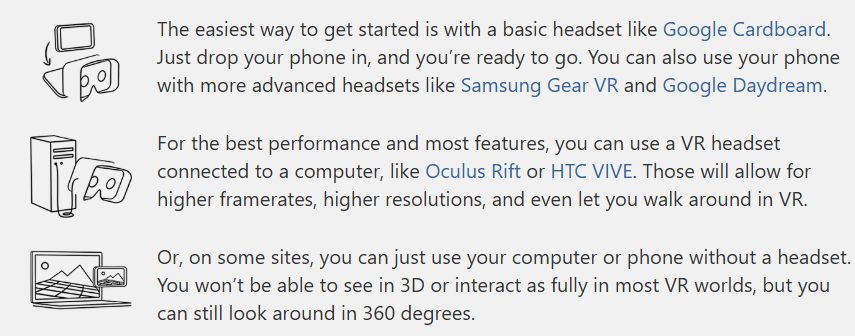 The easiest way to get started is with a basic headset like Google Cardboard.
Just drop your phone in, and you’re ready to go. You can also use your phone
with more advanced headsets like Samsung Gear VR and Google Daydream.
For the best performance and most features, you can use a VR headset
connected to a computer, like Oculus Rift or HTC VIVE. Those will allow for
higher framerates, higher resolutions, and even let you walk around in VR.
Or, on some sites, you can just use your computer or phone without a headset.
You won’t be able to see in 3D or interact as fully in most VR worlds, but you
can still look around in 360 degrees.